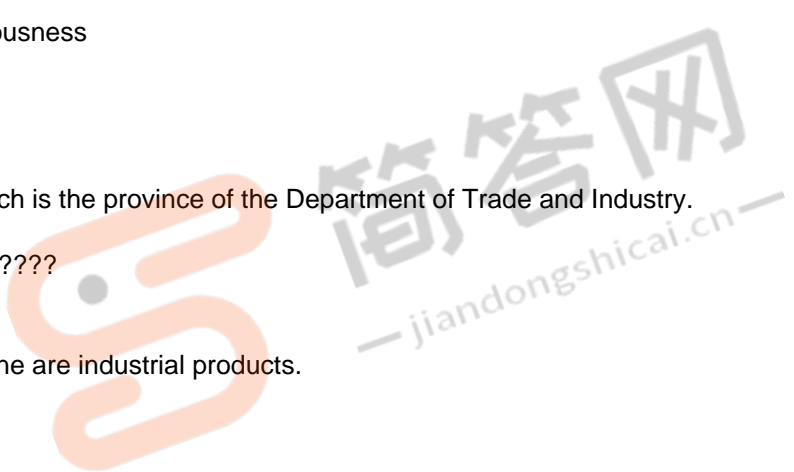 ousness
ch is the province of the Department of Trade and Industry.
????
ne are industrial products.
简答网
jiandongshicai.cn